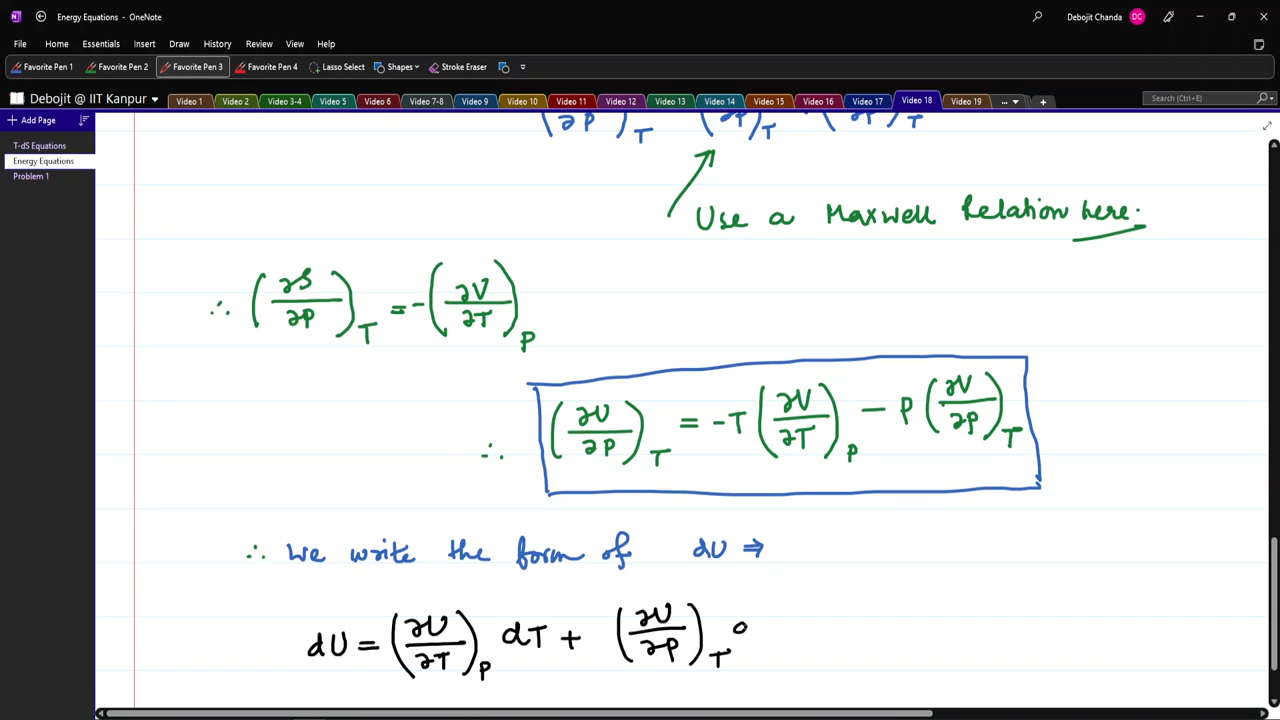 Energy Equations - OneNote
Debojit Chanda DC
File Home Essentials Insert Draw History Review View Help
Favorite Pen 1 Favorite Pen 2 Favorite Pen 3 Favorite Pen 4 Lasso Select Shapes Stroke Eraser
Debojit @ IIT Kanpur Video 1 Video 2 Video 3-4 Video 5 Video 6 Video 7-8 Video 9 Video 10 Video 11 Video 12 Video 13 Video 14 Video 15 Video 16 Video 17 Video 18 Video 19 ... + Search (Ctrl+E)
+ Add Page
T-dS Equations
Energy Equations
Problem 1
Use a Maxwell Relation here.
∴ (∂S/∂P)_T = -(∂V/∂T)_P
∴ (∂U/∂P)_T = -T (∂V/∂T)_P - P (∂V/∂P)_T
∴ We write the form of dU ⇒
dU = (∂U/∂T)_P dT + (∂U/∂P)_T